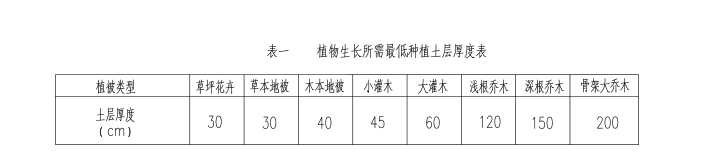 表一 植物生长所需最低种植土层厚度表
植被类型 草坪花卉 草本地被 木本地被 小灌木 大灌木 浅根乔木 深根乔木 骨架大乔木
土层厚度
(cm) 30 30 40 45 60 120 150 200